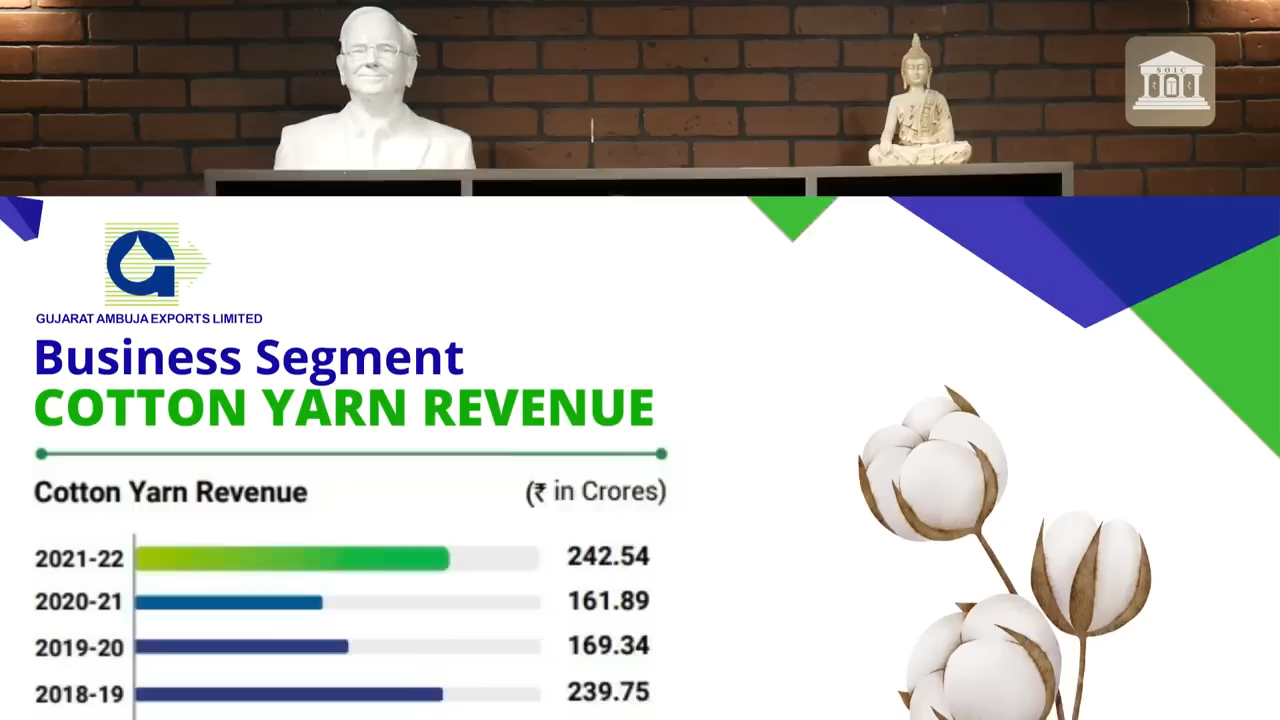 SOIC
GUJARAT AMBUJA EXPORTS LIMITED
Business Segment
COTTON YARN REVENUE
Cotton Yarn Revenue (₹ in Crores)
2021-22 242.54
2020-21 161.89
2019-20 169.34
2018-19 239.75